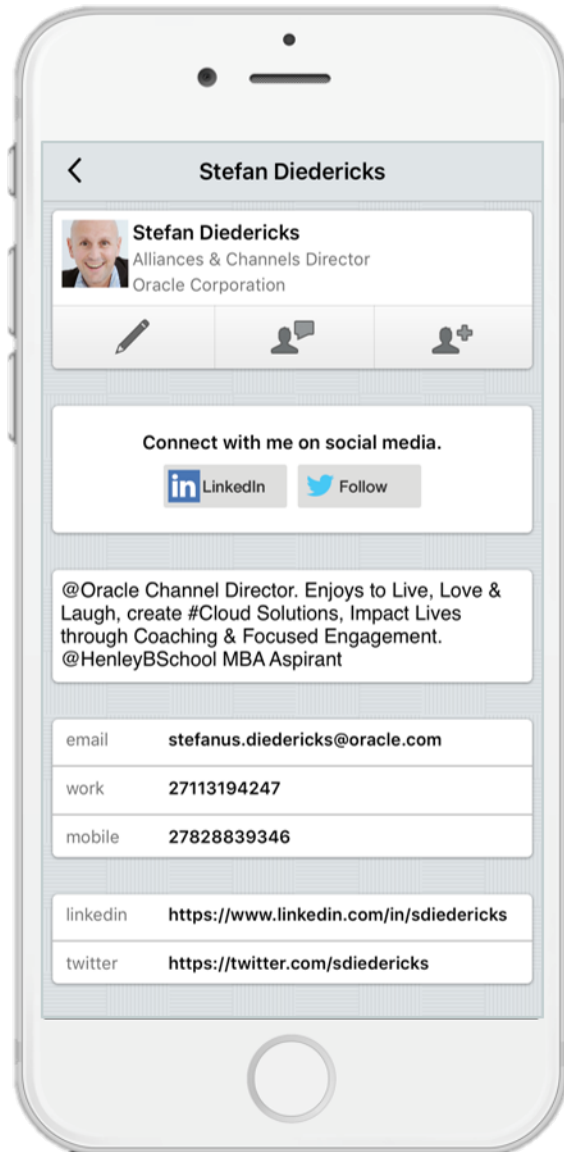 Stefan Diedericks
Stefan Diedericks
Alliances & Channels Director
Oracle Corporation
Connect with me on social media.
in LinkedIn Follow
@Oracle Channel Director. Enjoys to Live, Love &
Laugh, create #Cloud Solutions, Impact Lives
through Coaching & Focused Engagement.
@HenleyBSchool MBA Aspirant
email stefanus.diedericks@oracle.com
work 27113194247
mobile 27828839346
linkedin https://www.linkedin.com/in/sdiedericks
twitter https://twitter.com/sdiedericks